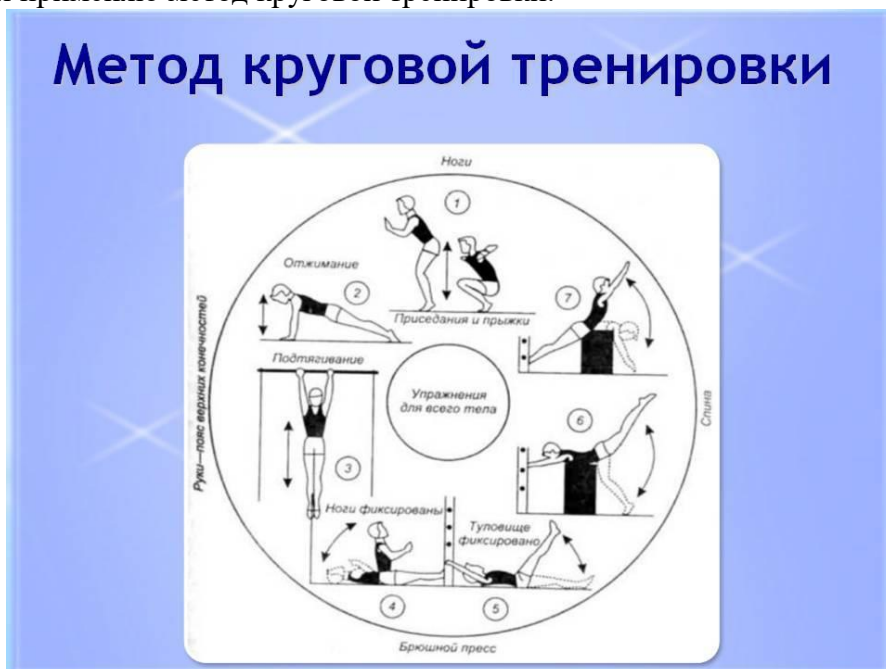 Метод круговой тренировки
Ноги
1
Отжимание
2
7
Приседания и прыжки
Руки—пояс верхних конечностей
Подтягивание
Упражнения
для всего тела
Спина
6
3
Ноги фиксированы
Туловище
фиксировано
4
5
Брюшной пресс